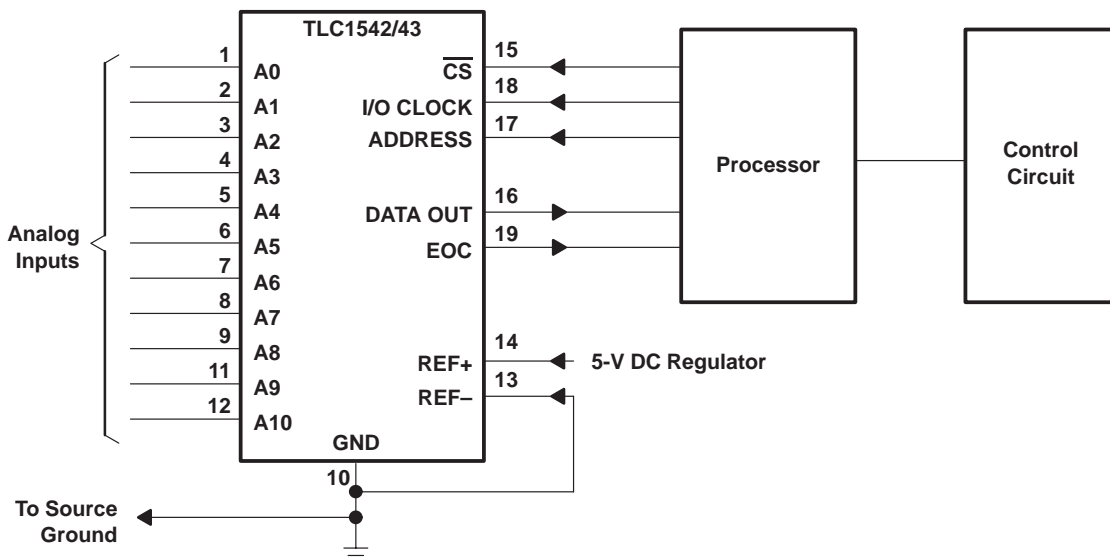 TLC1542/43
Analog
Inputs
1
A0
2
A1
3
A2
4
A3
5
A4
6
A5
7
A6
8
A7
9
A8
11
A9
12
A10
15
CS
18
I/O CLOCK
17
ADDRESS
16
DATA OUT
19
EOC
14
REF+
5-V DC Regulator
13
REF–
GND
10
To Source
Ground
Processor
Control
Circuit